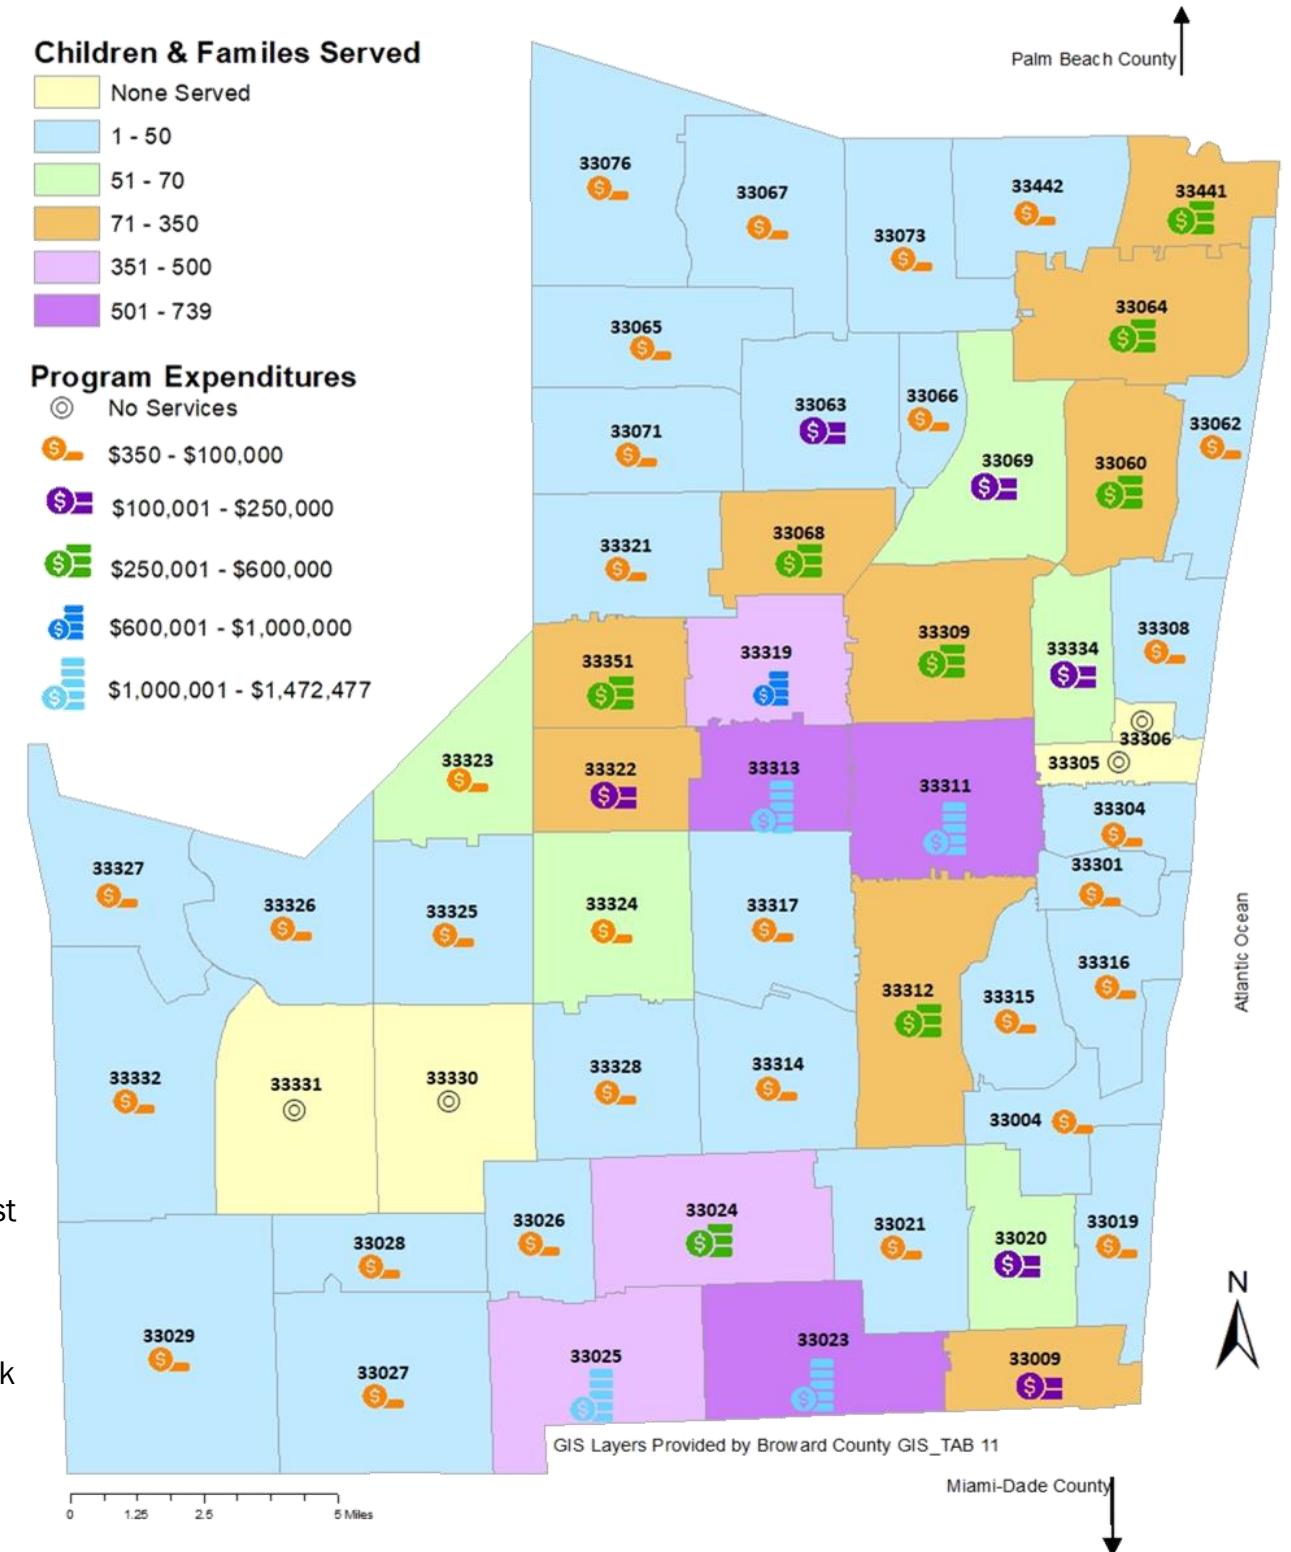 Children & Familes Served
None Served
1 - 50
51 - 70
71 - 350
351 - 500
501 - 739
Program Expenditures
No Services
$350 - $100,000
$100,001 - $250,000
$250,001 - $600,000
$600,001 - $1,000,000
$1,000,001 - $1,472,477
Palm Beach County
33076
33067
33442
33441
33073
33064
33065
33066
33063
33062
33071
33069
33060
33068
33321
33308
33309
33334
33319
33351
33306
33323
33305
33322
33313
33311
33304
33301
33327
33326
33325
33324
33317
Atlantic Ocean
33316
33312
33315
33332
33331
33330
33328
33314
33004
st
33026
33024
33021
33020
33019
33028
N
33029
33023
33025
33009
33027
k
GIS Layers Provided by Broward County GIS_TAB 11
Miami-Dade County
0 1.25 2.5 5 Miles